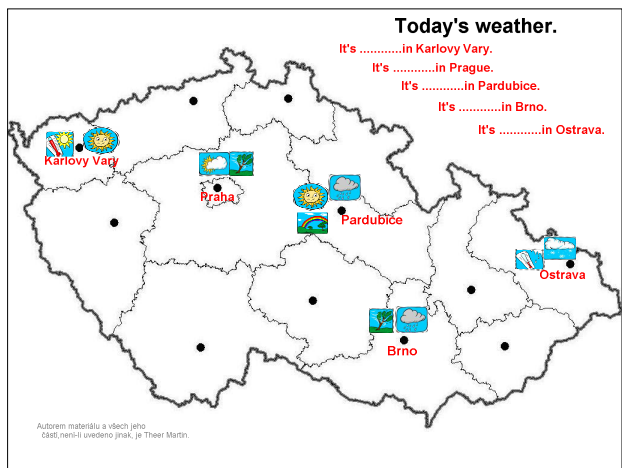 Today's weather.
It's ............in Karlovy Vary.
It's ............in Prague.
It's ............in Pardubice.
It's ............in Brno.
It's ............in Ostrava.
Karlovy Vary
Praha
Pardubice
Ostrava
Brno
Autorem materiálu a všech jeho
částí,není-li uvedeno jinak, je Theer Martin.